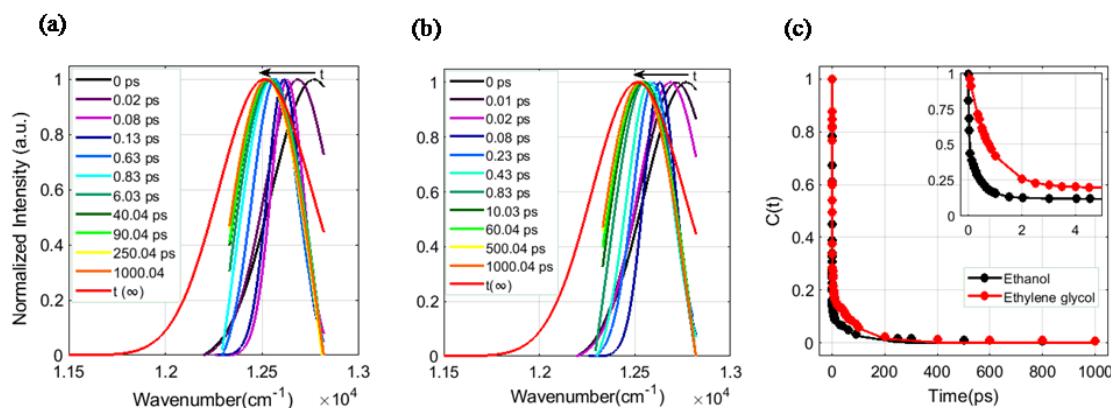 (a)
Normalized Intensity (a.u.)
1
0.8
0.6
0.4
0.2
0
t
0 ps
0.02 ps
0.08 ps
0.13 ps
0.63 ps
0.83 ps
6.03 ps
40.04 ps
90.04 ps
250.04 ps
1000.04
t (∞)
1.15 1.2 1.25 1.3
Wavenumber(cm⁻¹) ×10⁴
(b)
1
0.8
0.6
0.4
0.2
0
t
0 ps
0.01 ps
0.02 ps
0.08 ps
0.23 ps
0.43 ps
0.83 ps
10.03 ps
60.04 ps
500.04 ps
1000.04 ps
t(∞)
1.15 1.2 1.25 1.3
Wavenumber(cm⁻¹) ×10⁴
(c)
C(t)
1
0.8
0.6
0.4
0.2
0
1
0.75
0.5
0.25
0
0 2 4
Ethanol
Ethylene glycol
0 200 400 600 800 1000
Time(ps)